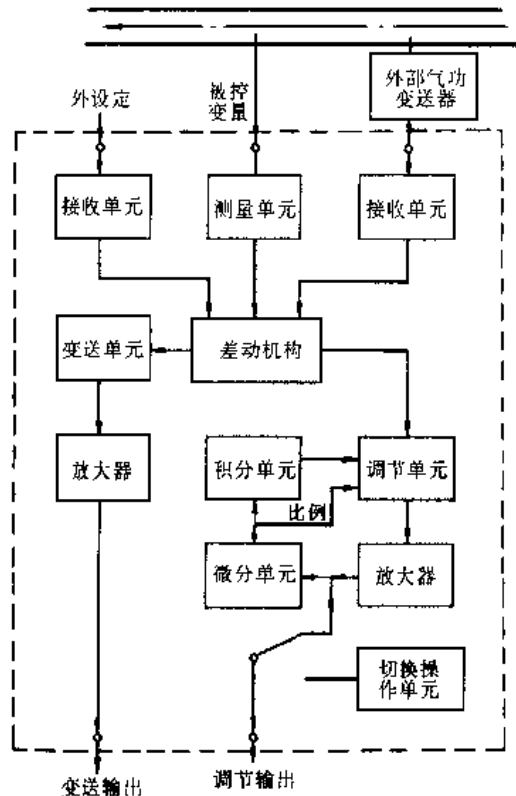 外部气功
变送器
外设定
被控
变量
接收单元
测量单元
接收单元
变送单元
差动机构
放大器
积分单元
调节单元
比例
微分单元
放大器
切换操
作单元
变送输出
调节输出